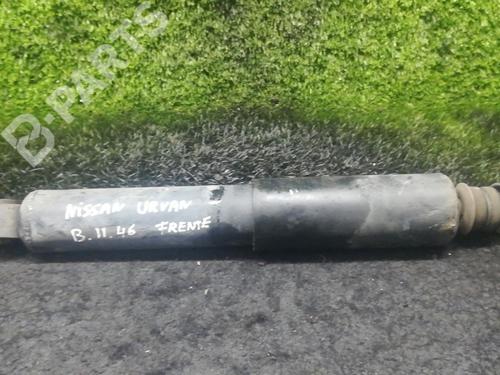 B-PARTS
NISSAN URVAN
B.11.46 FRENTE